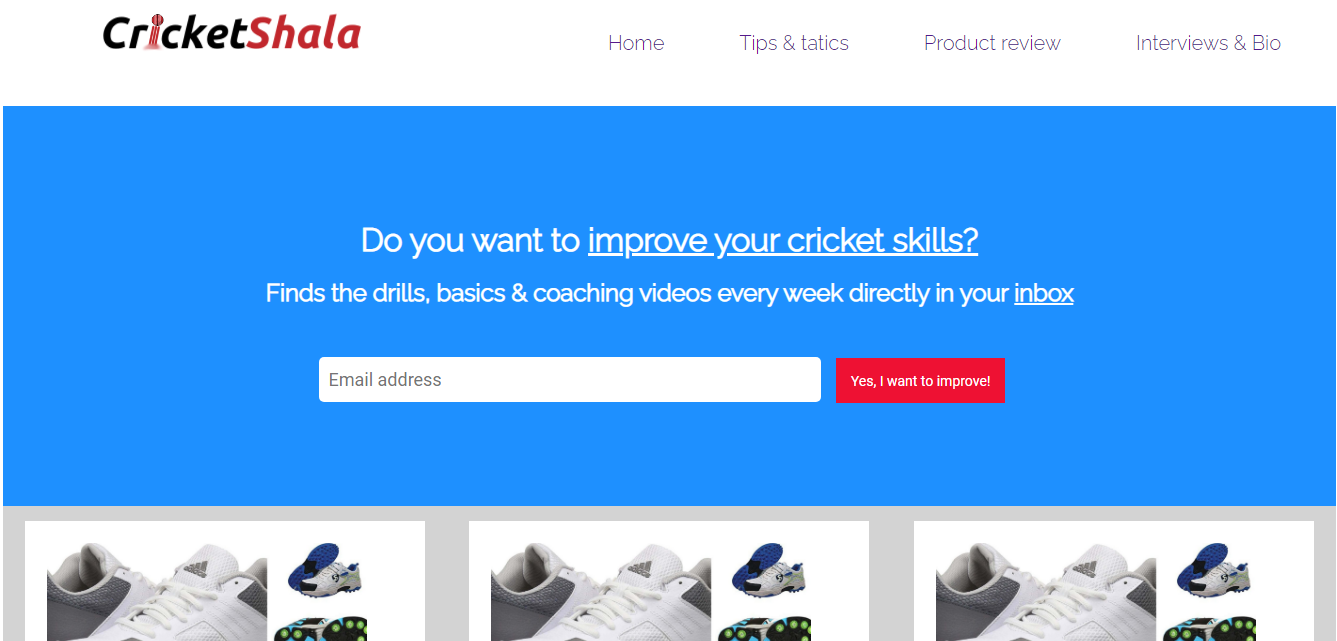 CricketShala
Home
Tips & tatics
Product review
Interviews & Bio
Do you want to improve your cricket skills?
Finds the drills, basics & coaching videos every week directly in your inbox
Email address
Yes, I want to improve!